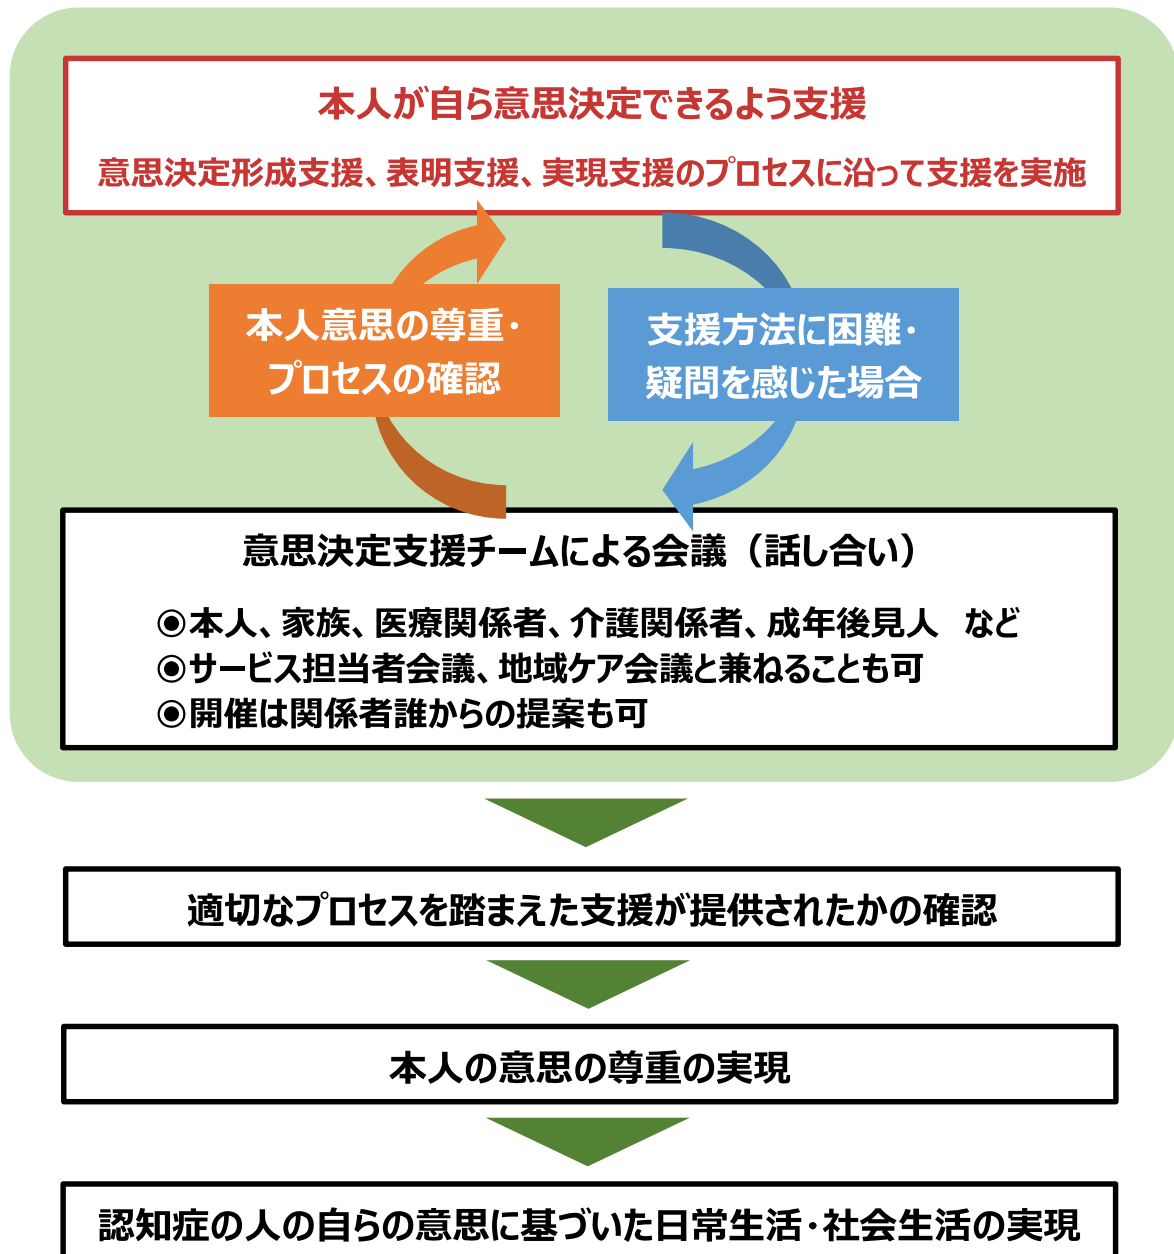 本人が自ら意思決定できるよう支援
意思決定形成支援、表明支援、実現支援のプロセスに沿って支援を実施
本人意思の尊重・
プロセスの確認
支援方法に困難・
疑問を感じた場合
意思決定支援チームによる会議（話し合い）
◉本人、家族、医療関係者、介護関係者、成年後見人　など
◉サービス担当者会議、地域ケア会議と兼ねることも可
◉開催は関係者誰からの提案も可
適切なプロセスを踏まえた支援が提供されたかの確認
本人の意思の尊重の実現
認知症の人の自らの意思に基づいた日常生活・社会生活の実現